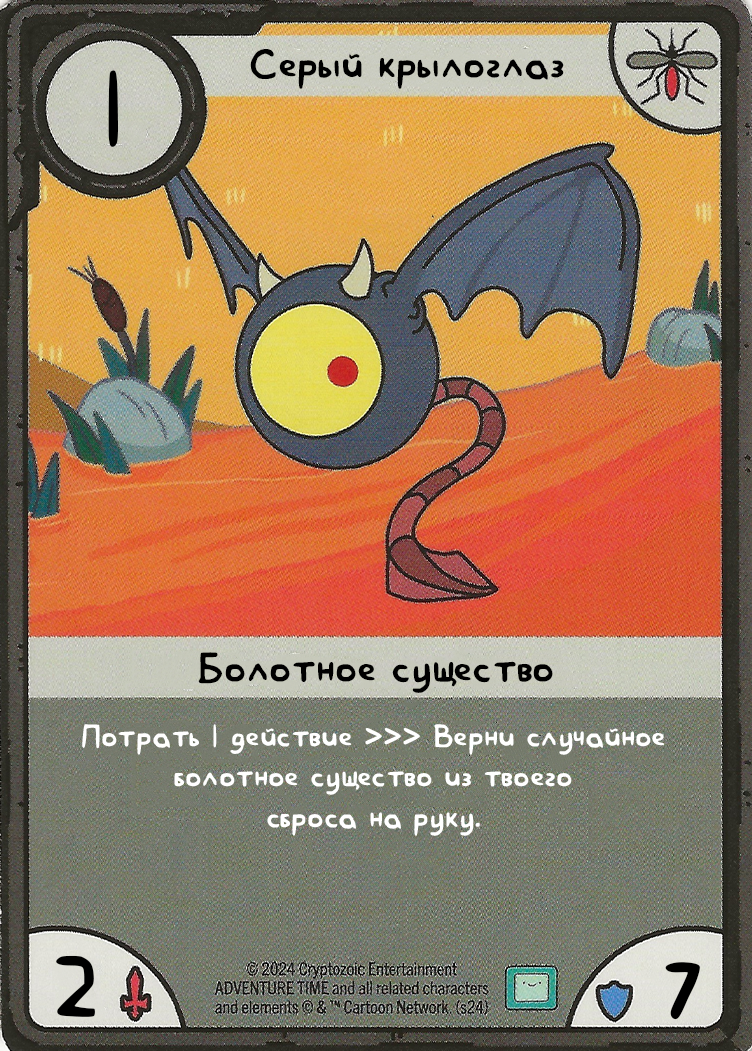 1
Серый крылоглаз
Болотное существо
Потрать 1 действие >>> Верни случайное
болотное существо из твоего
сброса на руку.
2
© 2024 Cryptozoic Entertainment
ADVENTURE TIME and all related characters
and elements © & ™ Cartoon Network. (s24)
7